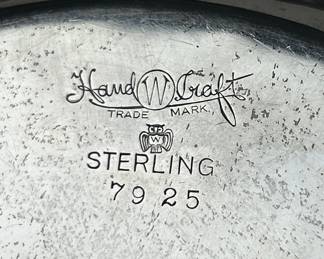 Hand W Craft
TRADE MARK.
W
STERLING
7925